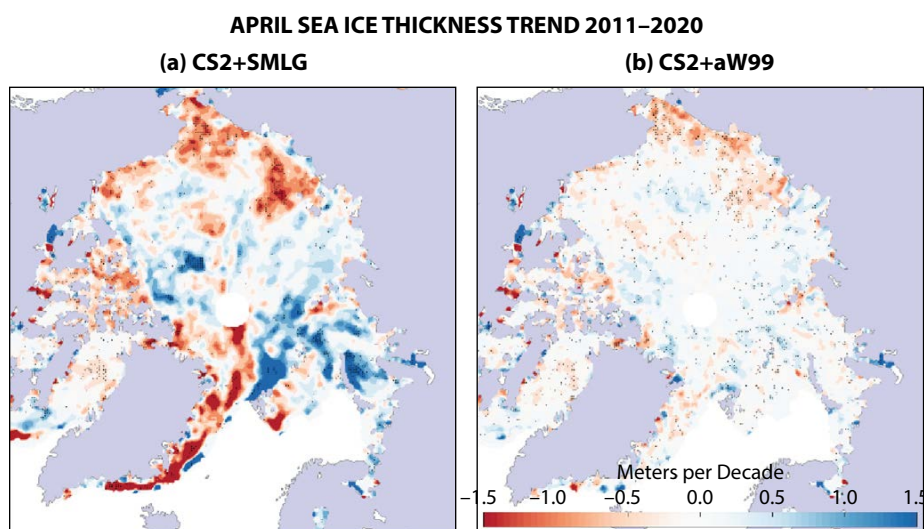 APRIL SEA ICE THICKNESS TREND 2011–2020
(a) CS2+SMLG
(b) CS2+aW99
Meters per Decade
–1.5 –1.0 –0.5 0.0 0.5 1.0 1.5